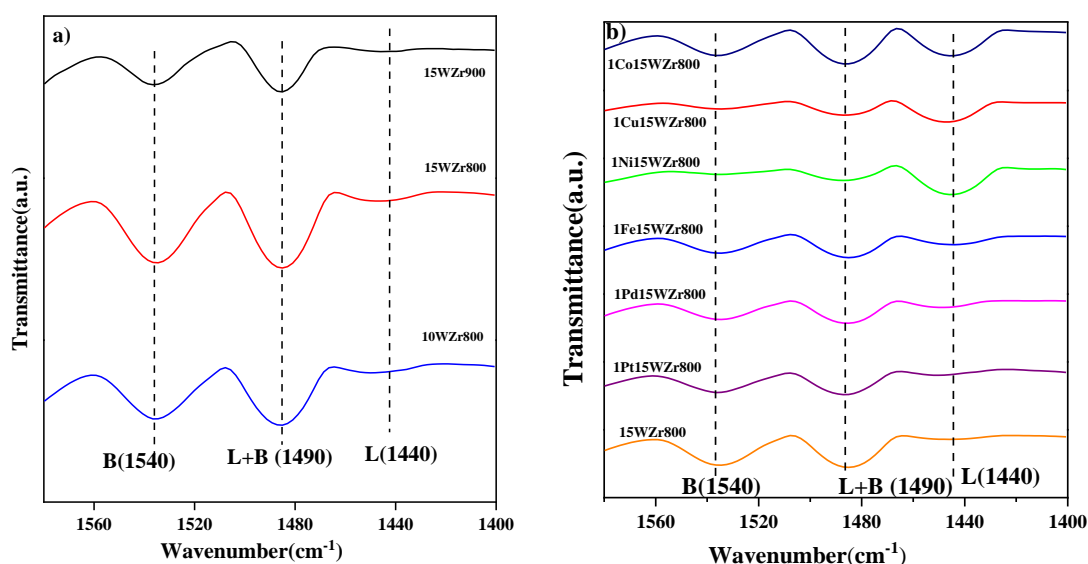 a)
15WZr900
15WZr800
10WZr800
B(1540)
L+B (1490)
L(1440)
Transmittance(a.u.)
1560
1520
1480
1440
1400
Wavenumber(cm⁻¹)
b)
1Co15WZr800
1Cu15WZr800
1Ni15WZr800
1Fe15WZr800
1Pd15WZr800
1Pt15WZr800
15WZr800
B(1540)
L+B (1490)
L(1440)
Transmittance(a.u.)
1560
1520
1480
1440
1400
Wavenumber(cm⁻¹)